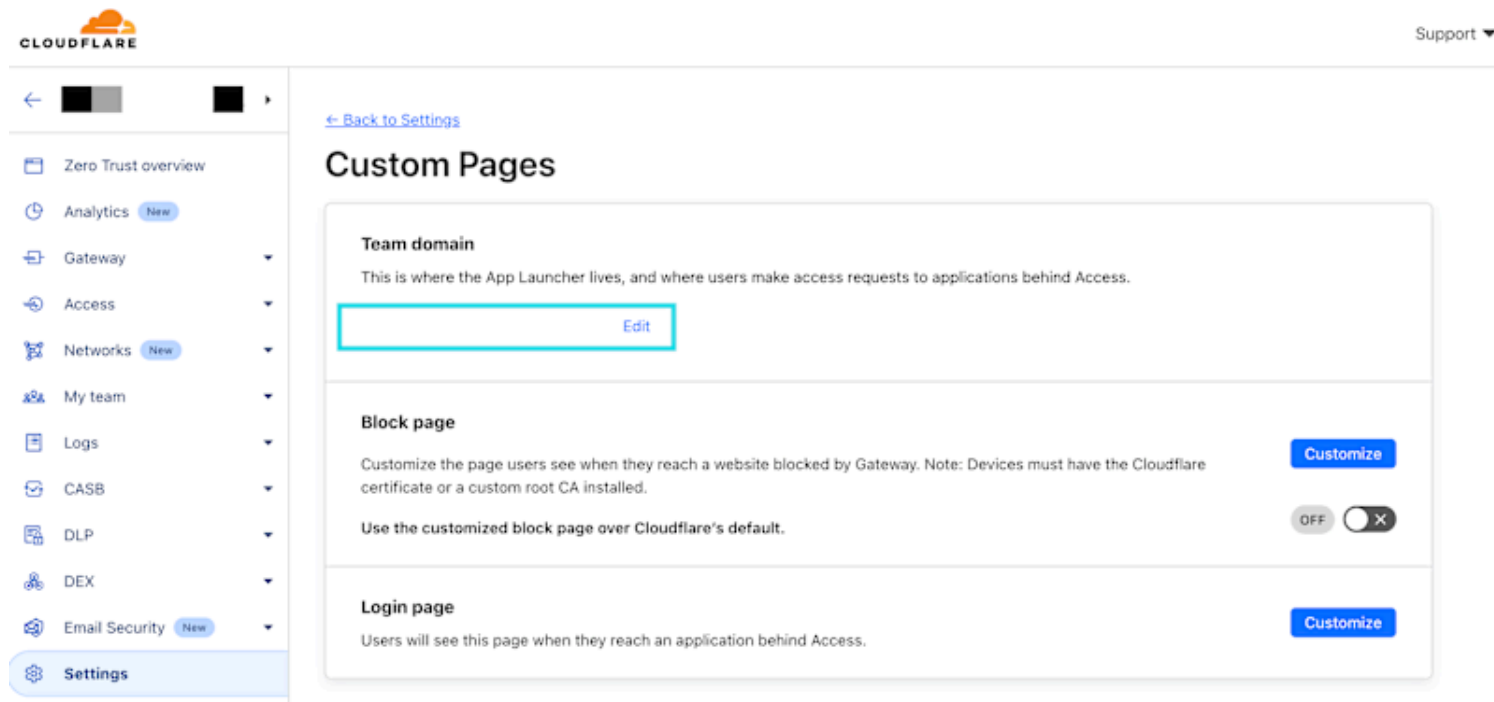 CLOUDFLARE
Support
← Back to Settings
Custom Pages
Zero Trust overview
Analytics New
Gateway
Access
Networks New
My team
Logs
CASB
DLP
DEX
Email Security New
Settings
Team domain
This is where the App Launcher lives, and where users make access requests to applications behind Access.
Edit
Block page
Customize the page users see when they reach a website blocked by Gateway. Note: Devices must have the Cloudflare
certificate or a custom root CA installed.
Customize
Use the customized block page over Cloudflare's default.
OFF
Login page
Users will see this page when they reach an application behind Access.
Customize